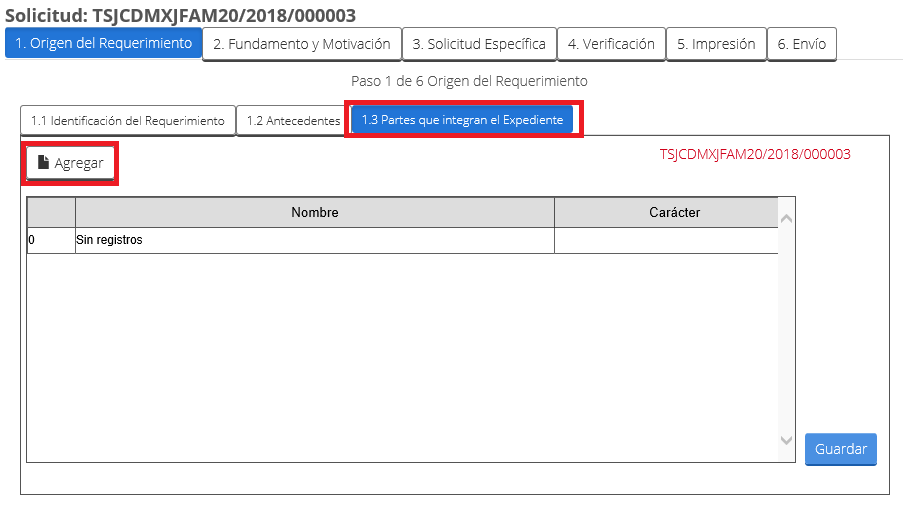 Solicitud: TSJCDMXJFAM20/2018/000003
1. Origen del Requerimiento 2. Fundamento y Motivación 3. Solicitud Específica 4. Verificación 5. Impresión 6. Envío
Paso 1 de 6 Origen del Requerimiento
1.1 Identificación del Requerimiento 1.2 Antecedentes 1.3 Partes que integran el Expediente
Agregar TSJCDMXJFAM20/2018/000003
Nombre Carácter
0 Sin registros
Guardar